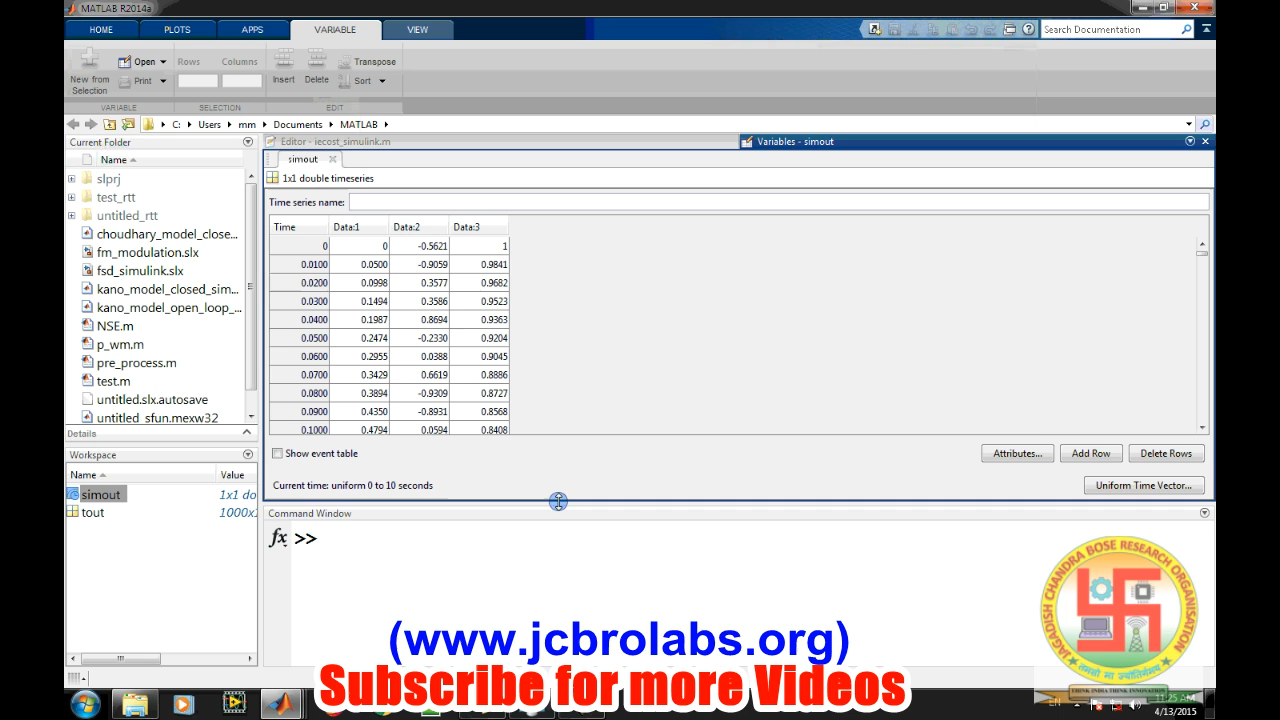 MATLAB R2014a
HOME PLOTS APPS VARIABLE VIEW
Search Documentation
New from Selection
Open
Print
Rows Columns
Insert Delete
Transpose
Sort
VARIABLE SELECTION EDIT
C: Users mm Documents MATLAB
Current Folder
Name
slprj
test_rtt
untitled_rtt
choudhary_model_close...
fm_modulation.slx
fsd_simulink.slx
kano_model_closed_sim...
kano_model_open_loop_...
NSE.m
p_wm.m
pre_process.m
test.m
untitled.slx.autosave
untitled_sfun.mexw32
Details
Workspace
Name Value
simout 1x1 do
tout 1000x1
Editor - iecost_simulink.m
Variables - simout
simout
1x1 double timeseries
Time series name:
Time Data:1 Data:2 Data:3
0 0 -0.5621 1
0.0100 0.0500 -0.9059 0.9841
0.0200 0.0998 0.3577 0.9682
0.0300 0.1494 0.3586 0.9523
0.0400 0.1987 0.8694 0.9363
0.0500 0.2474 -0.2330 0.9204
0.0600 0.2955 0.0388 0.9045
0.0700 0.3429 0.6619 0.8886
0.0800 0.3894 -0.9309 0.8727
0.0900 0.4350 -0.8931 0.8568
0.1000 0.4794 0.0594 0.8408
Show event table
Attributes... Add Row Delete Rows
Current time: uniform 0 to 10 seconds
Uniform Time Vector...
Command Window
fx >>
JAGADISH CHANDRA BOSE RESEARCH ORGANISATION
THINK INDIA THINK INNOVATION
(www.jcbrolabs.org)
Subscribe for more Videos
EN
11:25 AM
4/13/2015